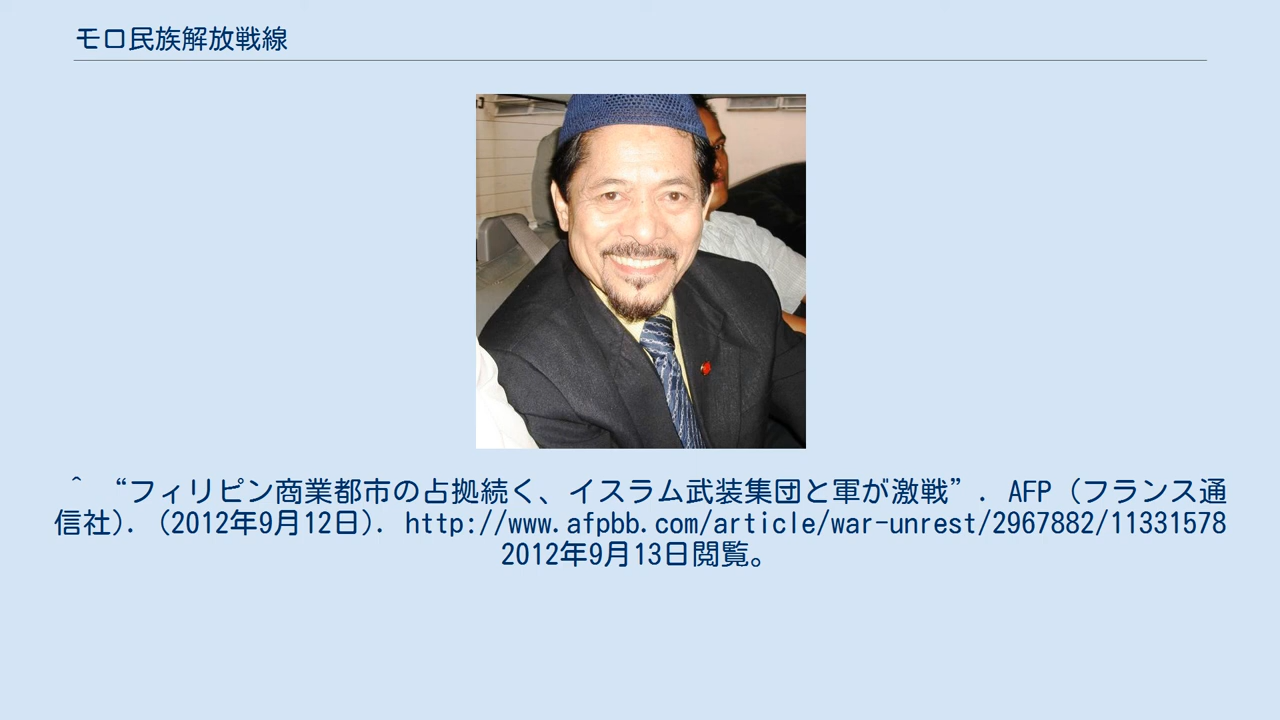 モロ民族解放戦線
^ “フィリピン商業都市の占拠続く、イスラム武装集団と軍が激戦”. AFP (フランス通
信社). (2012年9月12日). http://www.afpbb.com/article/war-unrest/2967882/11331578
2012年9月13日閲覧。